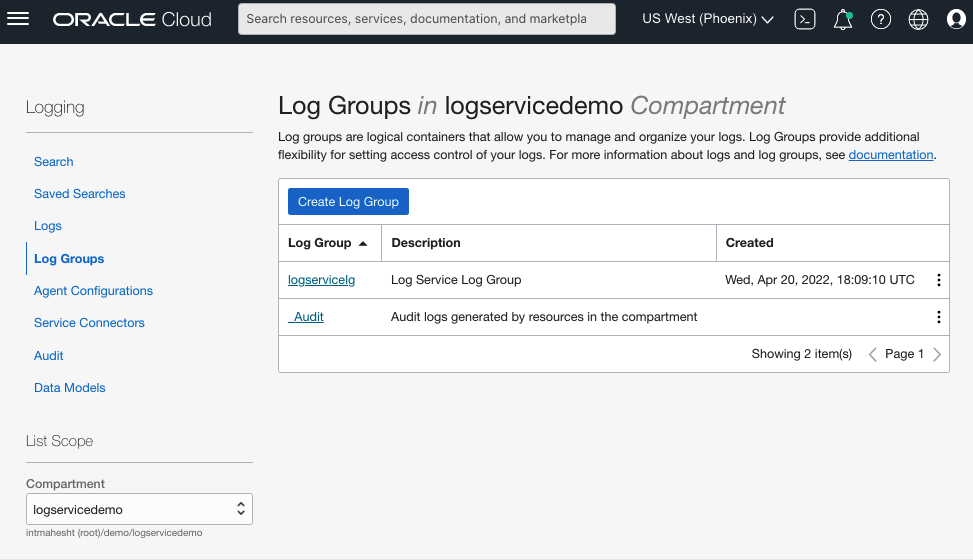 ORACLE Cloud
Search resources, services, documentation, and marketpla
US West (Phoenix)
Logging
Search
Saved Searches
Logs
Log Groups
Agent Configurations
Service Connectors
Audit
Data Models
List Scope
Compartment
logservicedemo
intmahesht (root)/demo/logservicedemo
Log Groups in logservicedemo Compartment
Log groups are logical containers that allow you to manage and organize your logs. Log Groups provide additional
flexibility for setting access control of your logs. For more information about logs and log groups, see documentation.
Create Log Group
Log Group Description Created
logservicelg Log Service Log Group Wed, Apr 20, 2022, 18:09:10 UTC
_Audit Audit logs generated by resources in the compartment
Showing 2 item(s) Page 1